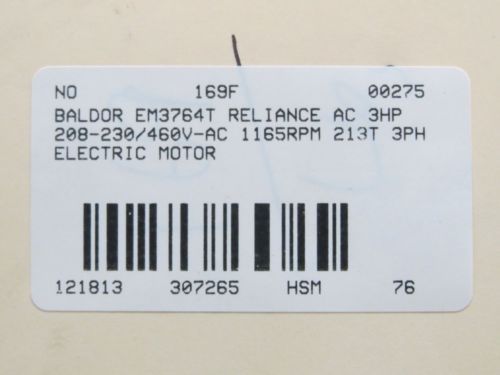 NO 169F 00275
BALDOR EM3764T RELIANCE AC 3HP
208-230/460V-AC 1165RPM 213T 3PH
ELECTRIC MOTOR
121813 307265 HSM 76